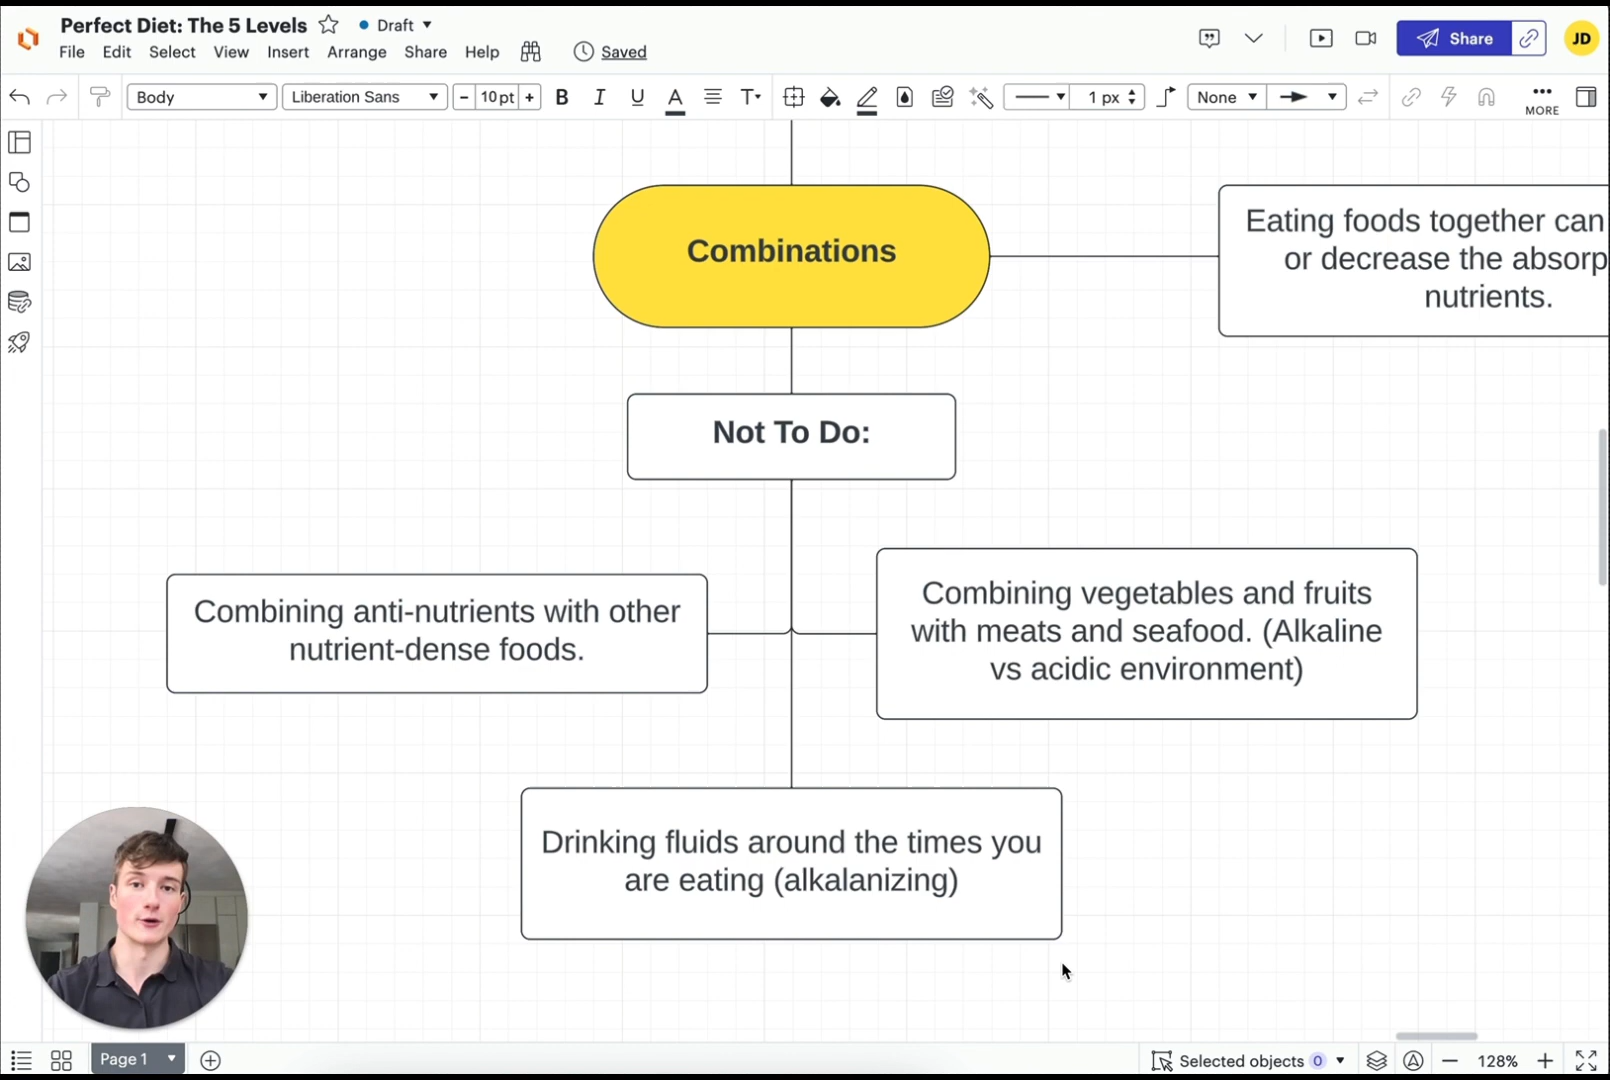 Perfect Diet: The 5 Levels
Draft
File Edit Select View Insert Arrange Share Help Saved
Share
JD
Body
Liberation Sans
- 10 pt +
B I U A T
1 px
None
MORE
Combinations
Eating foods together can
or decrease the absorp
nutrients.
Not To Do:
Combining anti-nutrients with other
nutrient-dense foods.
Combining vegetables and fruits
with meats and seafood. (Alkaline
vs acidic environment)
Drinking fluids around the times you
are eating (alkalanizing)
Page 1
Selected objects 0
128%